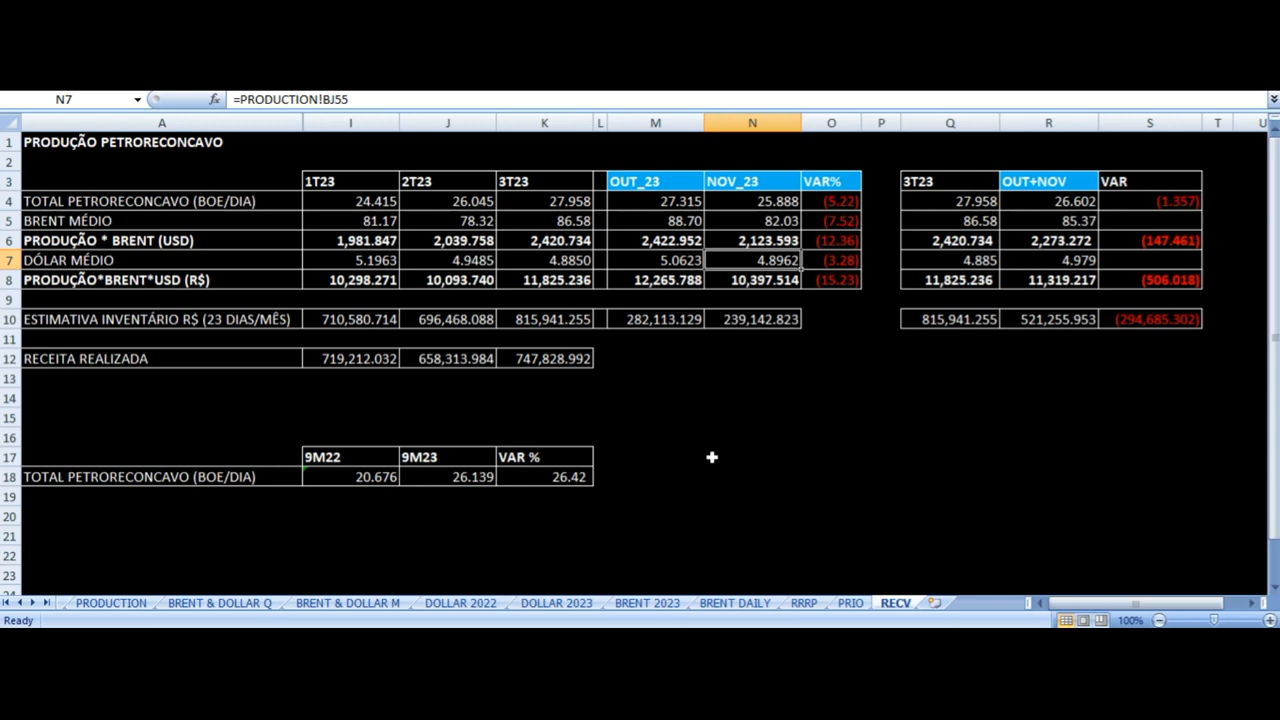 N7 fx =PRODUCTION!BJ55
A I J K L M N O P Q R S T U
1 PRODUÇÃO PETRORECONCAVO
2
3 1T23 2T23 3T23 OUT_23 NOV_23 VAR% 3T23 OUT+NOV VAR
4 TOTAL PETRORECONCAVO (BOE/DIA) 24.415 26.045 27.958 27.315 25.888 (5.22) 27.958 26.602 (1.357)
5 BRENT MÉDIO 81.17 78.32 86.58 88.70 82.03 (7.52) 86.58 85.37
6 PRODUÇÃO * BRENT (USD) 1,981.847 2,039.758 2,420.734 2,422.952 2,123.593 (12.36) 2,420.734 2,273.272 (147.461)
7 DÓLAR MÉDIO 5.1963 4.9485 4.8850 5.0623 4.8962 (3.28) 4.885 4.979
8 PRODUÇÃO*BRENT*USD (R$) 10,298.271 10,093.740 11,825.236 12,265.788 10,397.514 (15.23) 11,825.236 11,319.217 (506.018)
9
10 ESTIMATIVA INVENTÁRIO R$ (23 DIAS/MÊS) 710,580.714 696,468.088 815,941.255 282,113.129 239,142.823 815,941.255 521,255.953 (294,685.302)
11
12 RECEITA REALIZADA 719,212.032 658,313.984 747,828.992
13
14
15
16
17 9M22 9M23 VAR %
18 TOTAL PETRORECONCAVO (BOE/DIA) 20.676 26.139 26.42
19
20
21
22
23
24
PRODUCTION BRENT & DOLLAR Q BRENT & DOLLAR M DOLLAR 2022 DOLLAR 2023 BRENT 2023 BRENT DAILY RRRP PRIO RECV
Ready 100%